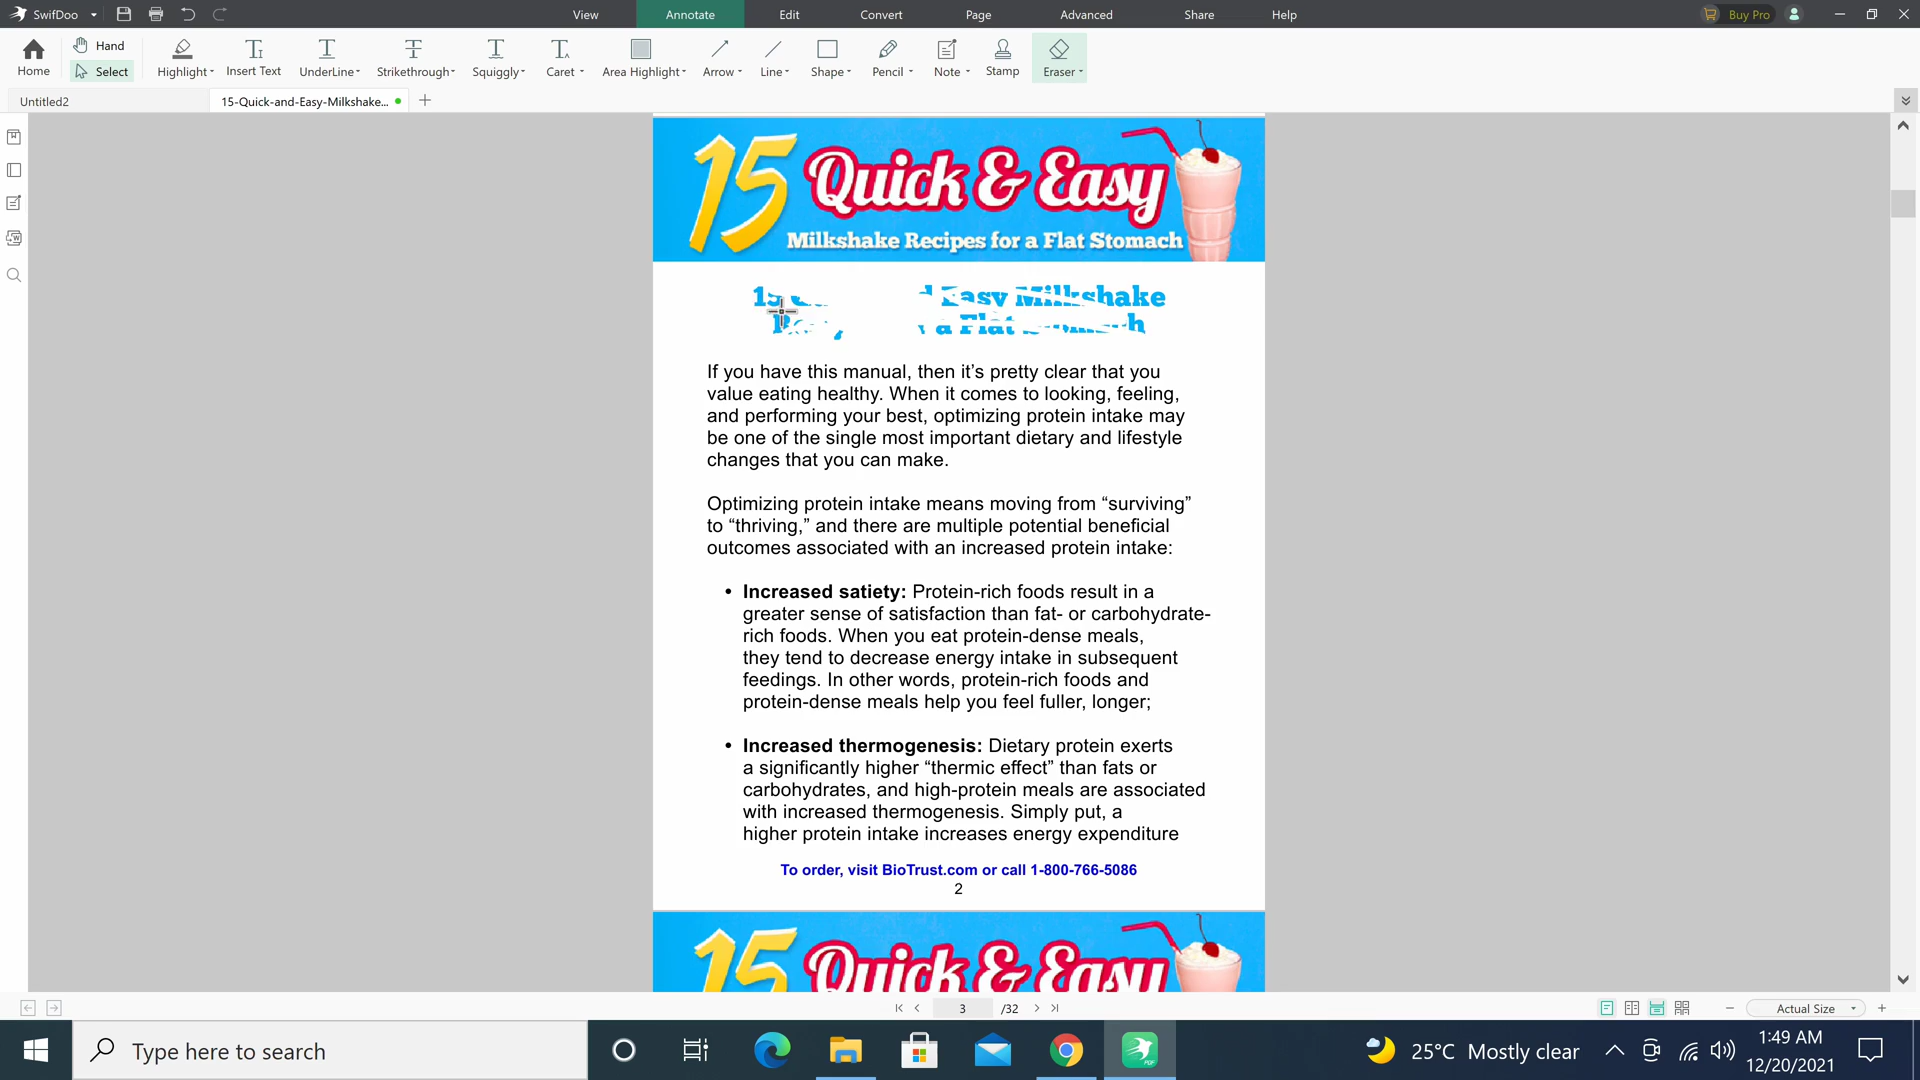 SwifDoo
View
Annotate
Edit
Convert
Page
Advanced
Share
Help
Buy Pro
Home
Hand
Select
Highlight
Insert Text
UnderLine
Strikethrough
Squiggly
Caret
Area Highlight
Arrow
Line
Shape
Pencil
Note
Stamp
Eraser
Untitled2
15-Quick-and-Easy-Milkshake...
15 Quick & Easy
Milkshake Recipes for a Flat Stomach
15 Easy Milkshake
a Flat
If you have this manual, then it’s pretty clear that you
value eating healthy. When it comes to looking, feeling,
and performing your best, optimizing protein intake may
be one of the single most important dietary and lifestyle
changes that you can make.
Optimizing protein intake means moving from “surviving”
to “thriving,” and there are multiple potential beneficial
outcomes associated with an increased protein intake:
• Increased satiety: Protein-rich foods result in a
greater sense of satisfaction than fat- or carbohydrate-
rich foods. When you eat protein-dense meals,
they tend to decrease energy intake in subsequent
feedings. In other words, protein-rich foods and
protein-dense meals help you feel fuller, longer;
• Increased thermogenesis: Dietary protein exerts
a significantly higher “thermic effect” than fats or
carbohydrates, and high-protein meals are associated
with increased thermogenesis. Simply put, a
higher protein intake increases energy expenditure
To order, visit BioTrust.com or call 1-800-766-5086
2
15 Quick & Easy
3 /32
Actual Size
Type here to search
PDF
25°C Mostly clear
1:49 AM
12/20/2021